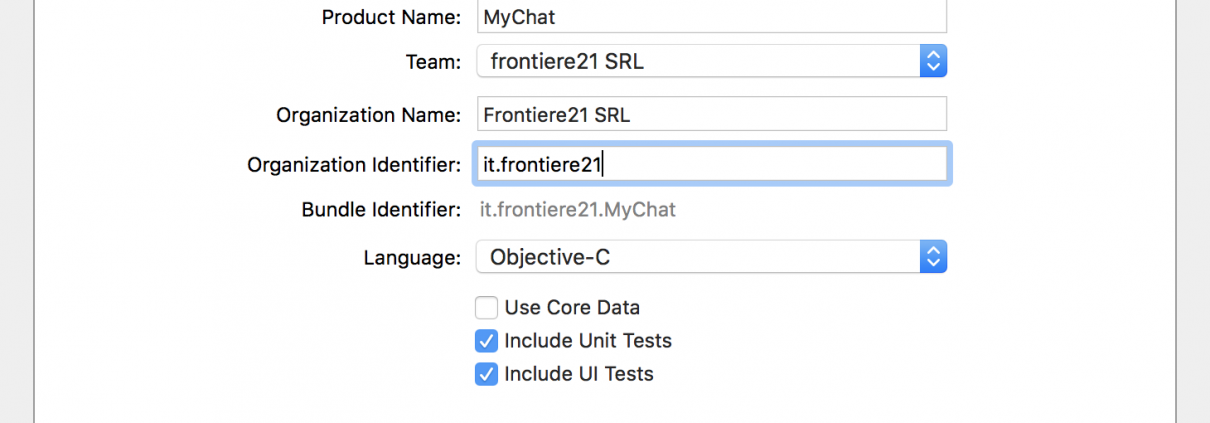 Product Name: MyChat
Team: frontiere21 SRL
Organization Name: Frontiere21 SRL
Organization Identifier: it.frontiere21
Bundle Identifier: it.frontiere21.MyChat
Language: Objective-C
Use Core Data
Include Unit Tests
Include UI Tests